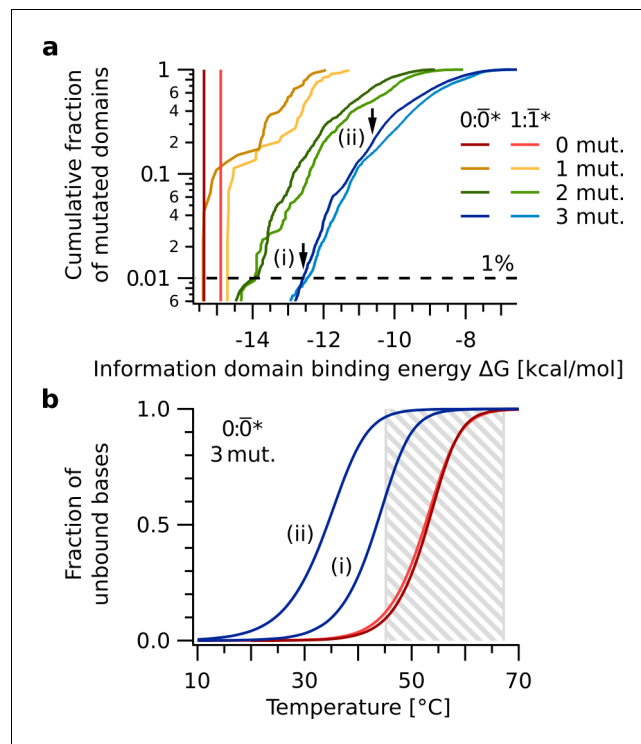 a
Cumulative fraction
of mutated domains
1
6
4
2
0.1
6
4
2
0.01
6
(i)
(ii)
1%
0:0̅* 1:1̅*
0 mut.
1 mut.
2 mut.
3 mut.
-14 -12 -10 -8
Information domain binding energy ΔG [kcal/mol]
b
Fraction of
unbound bases
1.0
0.5
0.0
0:0̅*
3 mut.
(ii)
(i)
10 30 50 70
Temperature [°C]